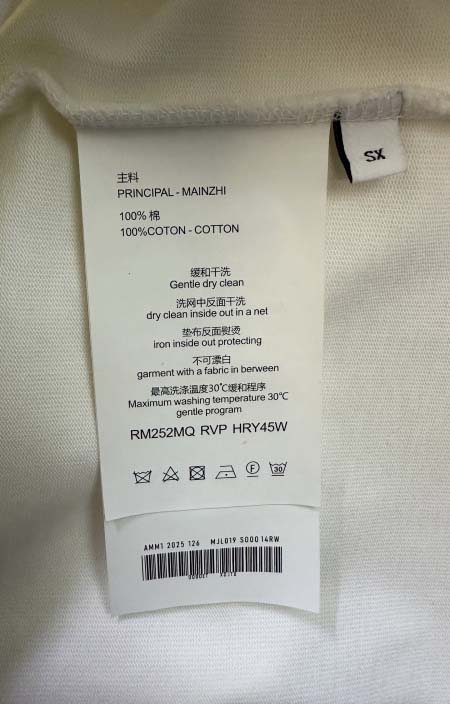 主料
PRINCIPAL - MAINZHI
100% 棉
100%COTON - COTTON
缓和干洗
Gentle dry clean
洗网中反面干洗
dry clean inside out in a net
垫布反面熨烫
iron inside out protecting
不可漂白
garment with a fabric in berween
最高洗涤温度30℃缓和程序
Maximum washing temperature 30℃
gentle program
RM252MQ RVP HRY45W
F
30
XS
AMM1 2025 126 MJL019 S00014RW